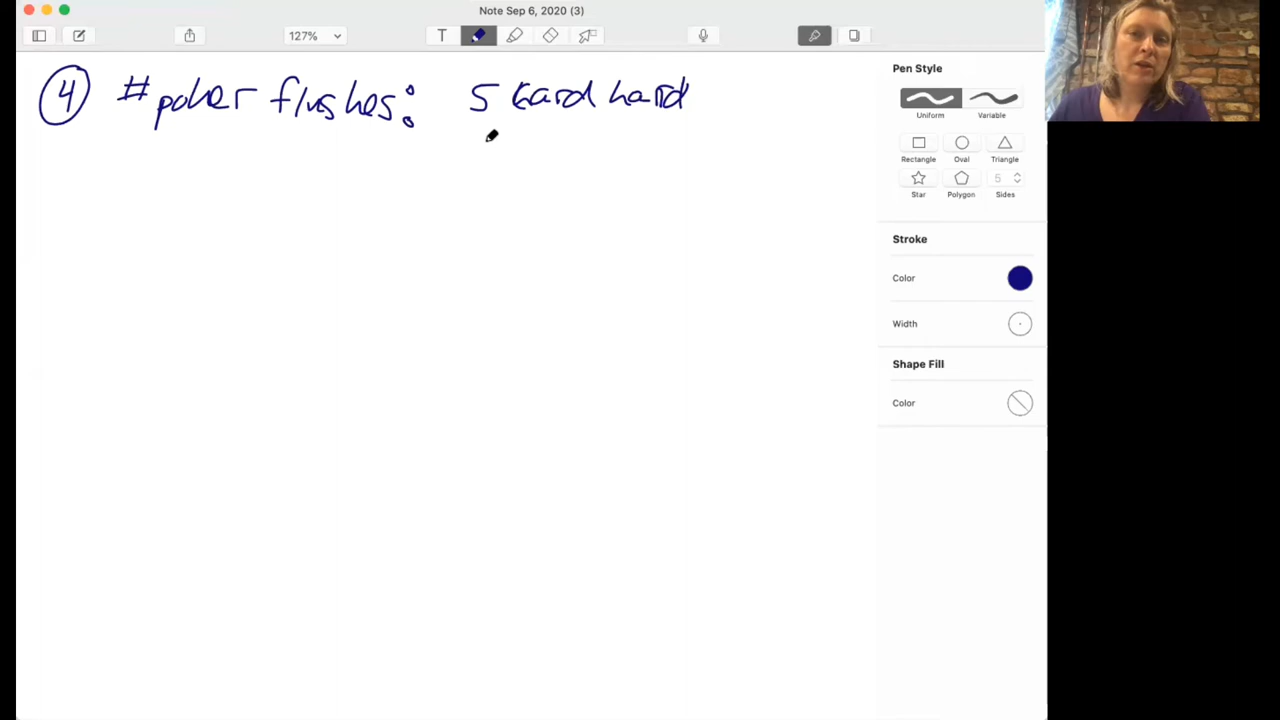 Note Sep 6, 2020 (3)
127%
T
④ #poker flushes: 5 card hand
Pen Style
Uniform Variable
Rectangle Oval Triangle
5
Star Polygon Sides
Stroke
Color
Width
Shape Fill
Color